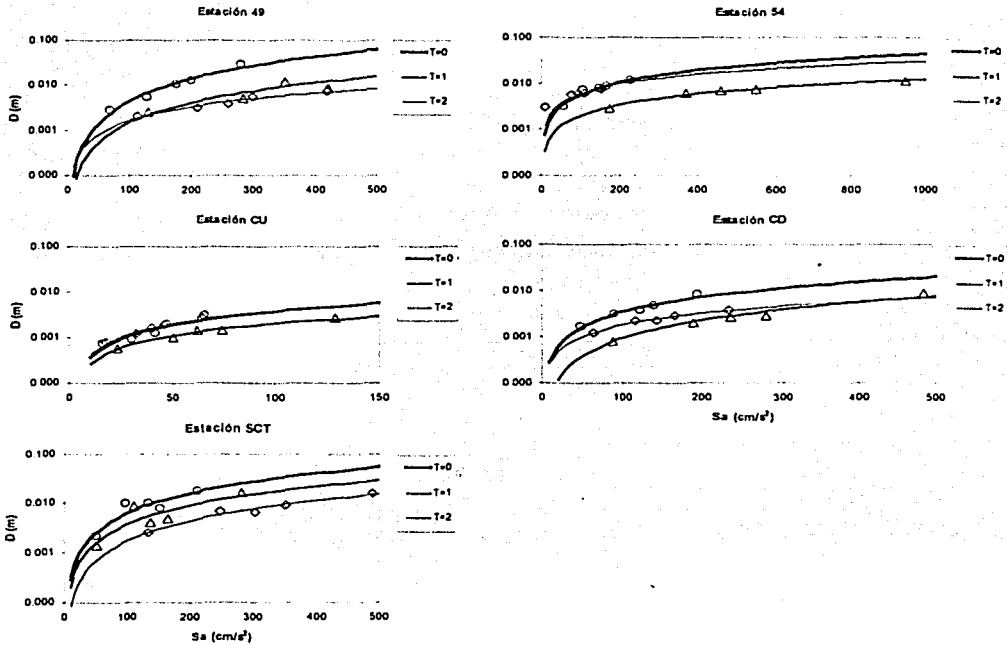 Estación 49
D (m)
0.100
0.010
0.001
0.000
0
100
200
300
400
500
T=0
T=1
T=2
Estación 54
0.100
0.010
0.001
0.000
0
200
400
600
800
1000
T=0
T=1
T=2
Estación CU
D (m)
0.100
0.010
0.001
0.000
0
50
100
150
T=0
T=1
T=2
Estación CD
0.100
0.010
0.001
0.000
0
100
200
300
400
500
Sa (cm/s²)
T=0
T=1
T=2
Estación SCT
D (m)
0.100
0.010
0.001
0.000
0
100
200
300
400
500
Sa (cm/s²)
T=0
T=1
T=2